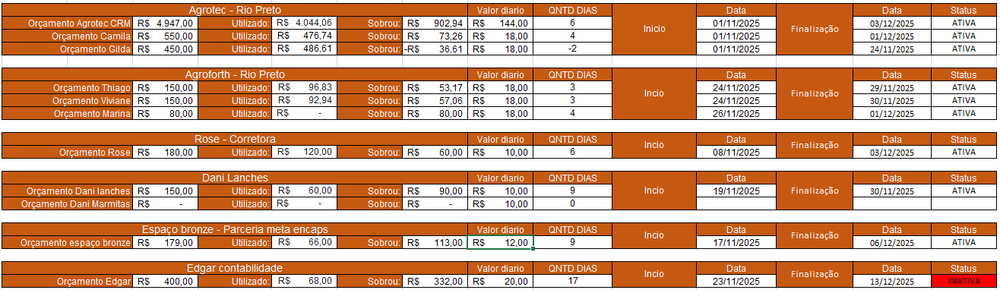 Agrotec - Rio Preto Valor diario QNTD DIAS Inicio Data Finalização Data Status
Orçamento Agrotec CRM R$ 4.947,00 Utilizado: R$ 4.044,06 Sobrou: R$ 902,94 R$ 144,00 6 01/11/2025 03/12/2025 ATIVA
Orçamento Camila R$ 550,00 Utilizado: R$ 476,74 Sobrou: R$ 73,26 R$ 18,00 4 01/11/2025 01/12/2025 ATIVA
Orçamento Gilda R$ 450,00 Utilizado: R$ 486,61 Sobrou: -R$ 36,61 R$ 18,00 -2 01/11/2025 24/11/2025 ATIVA
Agroforth - Rio Preto Valor diario QNTD DIAS Incio Data Finalização Data Status
Orçamento Thiago R$ 150,00 Utilizado: R$ 96,83 Sobrou: R$ 53,17 R$ 18,00 3 24/11/2025 29/11/2025 ATIVA
Orçamento Viviane R$ 150,00 Utilizado: R$ 92,94 Sobrou: R$ 57,06 R$ 18,00 3 24/11/2025 30/11/2025 ATIVA
Orçamento Marina R$ 80,00 Utilizado: R$ - Sobrou: R$ 80,00 R$ 18,00 4 26/11/2025 01/12/2025 ATIVA
Rose - Corretora Valor diario QNTD DIAS Incio Data Finalização Data Status
Orçamento Rose R$ 180,00 Utilizado: R$ 120,00 Sobrou: R$ 60,00 R$ 10,00 6 08/11/2025 03/12/2025 ATIVA
Dani Lanches Valor diario QNTD DIAS Incio Data Finalização Data Status
Orçamento Dani lanches R$ 150,00 Utilizado: R$ 60,00 Sobrou: R$ 90,00 R$ 10,00 9 19/11/2025 30/11/2025 ATIVA
Orçamento Dani Marmitas R$ - Utilizado: R$ - Sobrou: R$ - R$ 10,00 0
Espaço bronze - Parceria meta encaps Valor diario QNTD DIAS Incio Data Finalização Data Status
Orçamento espaço bronze R$ 179,00 Utilizado: R$ 66,00 Sobrou: R$ 113,00 R$ 12,00 9 17/11/2025 06/12/2025 ATIVA
Edgar contabilidade Valor diario QNTD DIAS Incio Data Finalização Data Status
Orçamento Edgar R$ 400,00 Utilizado: R$ 68,00 Sobrou: R$ 332,00 R$ 20,00 17 23/11/2025 13/12/2025 INATIVA